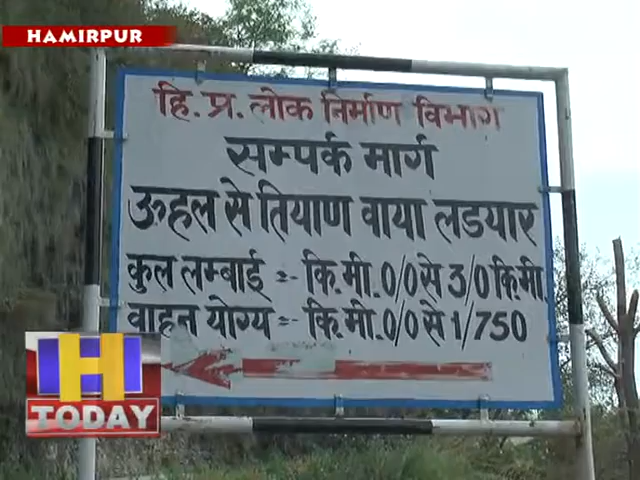 HAMIRPUR
हि. प्र. लोक निर्माण विभाग
सम्पर्क मार्ग
ऊहल से तियाण वाया लडयार
कुल लम्बाई :- कि.मी. 0/0 से 3/0 कि.मी.
वाहन योग्य :- कि.मी. 0/0 से 1/750
H
TODAY